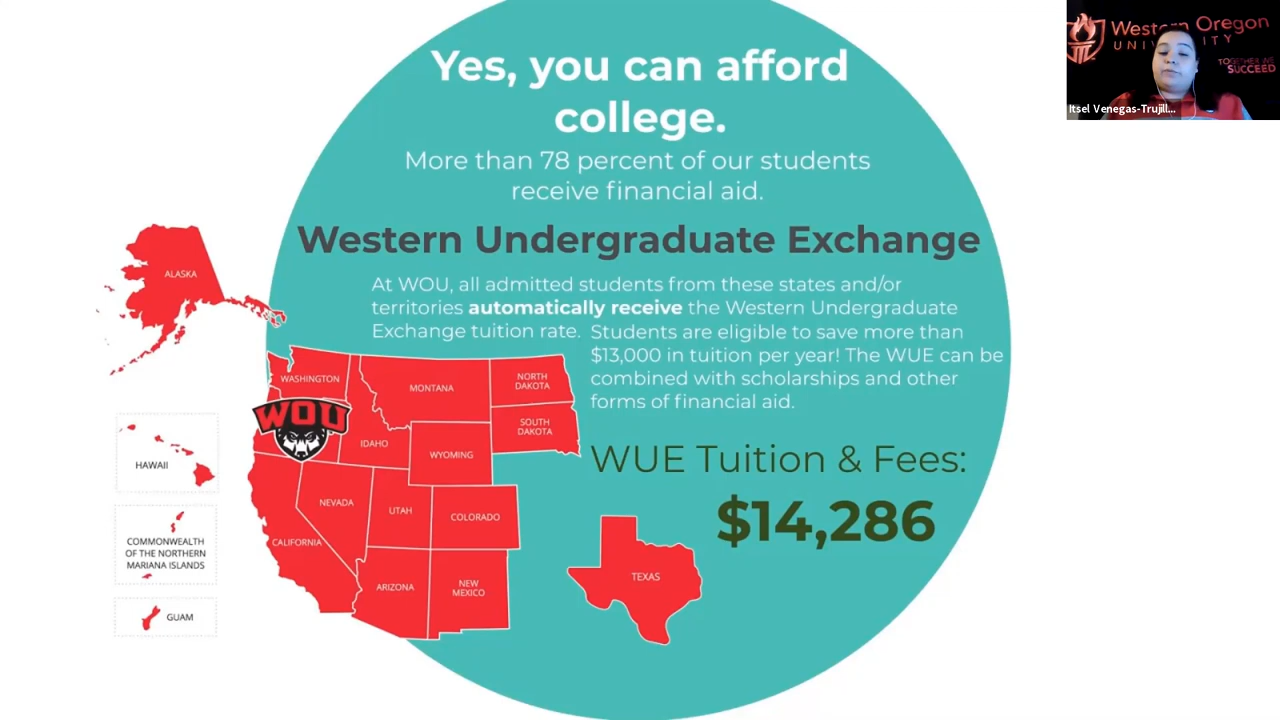 Yes, you can afford
college.
More than 78 percent of our students
receive financial aid.
Western Undergraduate Exchange
At WOU, all admitted students from these states and/or
territories automatically receive the Western Undergraduate
Exchange tuition rate. Students are eligible to save more than
$13,000 in tuition per year! The WUE can be
combined with scholarships and other
forms of financial aid.
WUE Tuition & Fees:
$14,286
ALASKA
WASHINGTON
MONTANA
NORTH
DAKOTA
WOU
IDAHO
SOUTH
DAKOTA
WYOMING
HAWAII
NEVADA
UTAH
COLORADO
CALIFORNIA
ARIZONA
NEW
MEXICO
TEXAS
COMMONWEALTH
OF THE NORTHERN
MARIANA ISLANDS
GUAM
Western Oregon
UNIVERSITY
TOGETHER WE
SUCCEED
Itsel Venegas-Trujill...